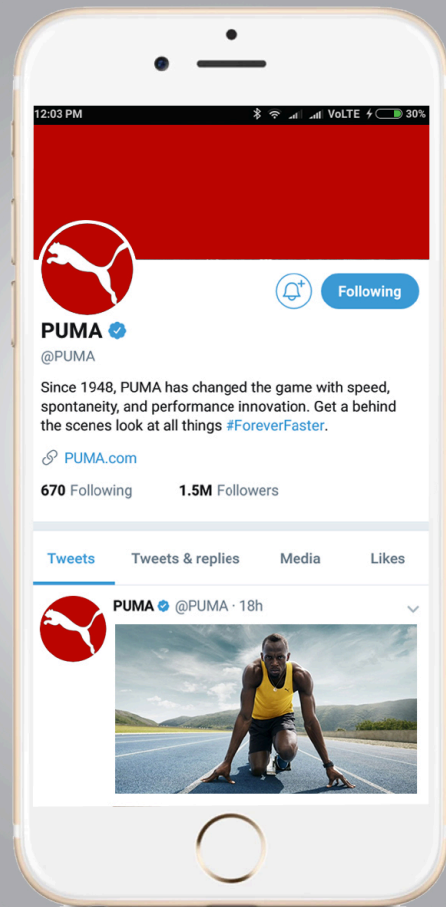 12:03 PM VoLTE 30%
Following
PUMA
@PUMA
Since 1948, PUMA has changed the game with speed,
spontaneity, and performance innovation. Get a behind
the scenes look at all things #ForeverFaster.
PUMA.com
670 Following 1.5M Followers
Tweets Tweets & replies Media Likes
PUMA @PUMA · 18h